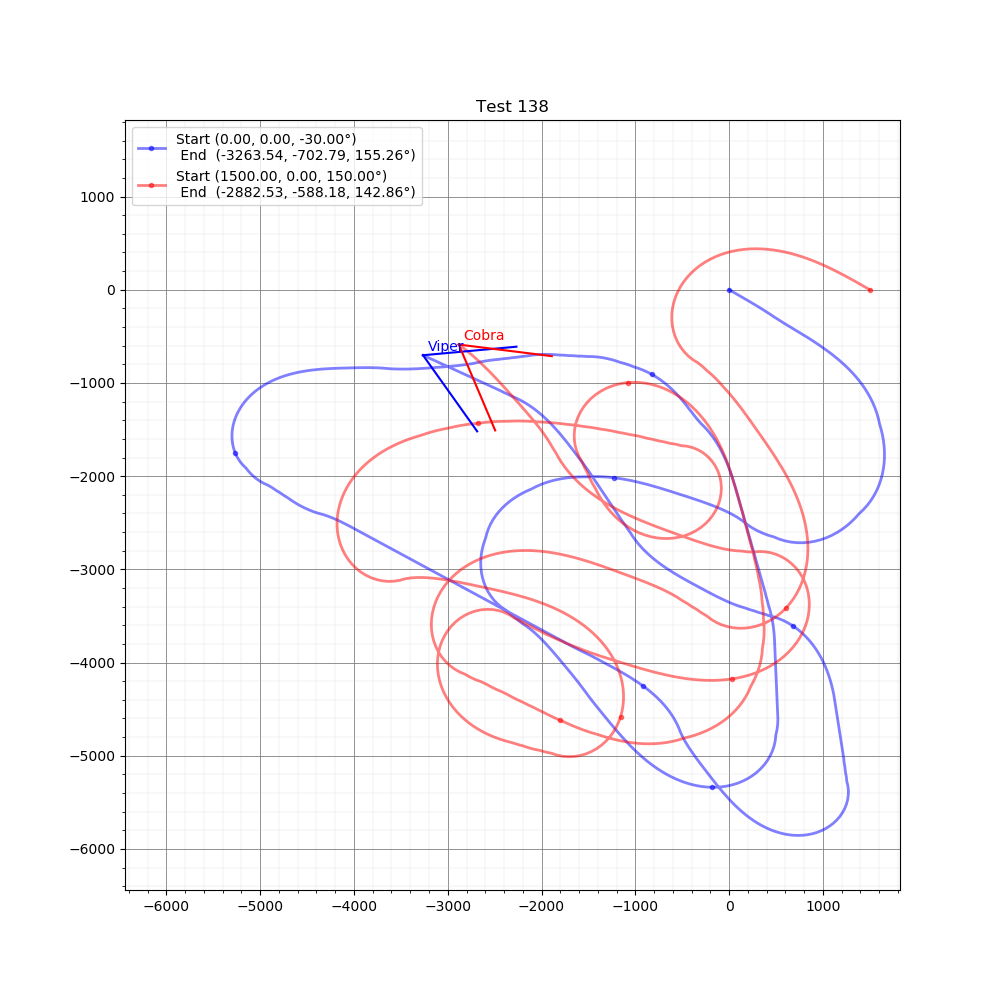 Test 138
Start (0.00, 0.00, -30.00°)
End (-3263.54, -702.79, 155.26°)
Start (1500.00, 0.00, 150.00°)
End (-2882.53, -588.18, 142.86°)
1000
0
−1000
−2000
−3000
−4000
−5000
−6000
Cobra
Viper
−6000 −5000 −4000 −3000 −2000 −1000 0 1000